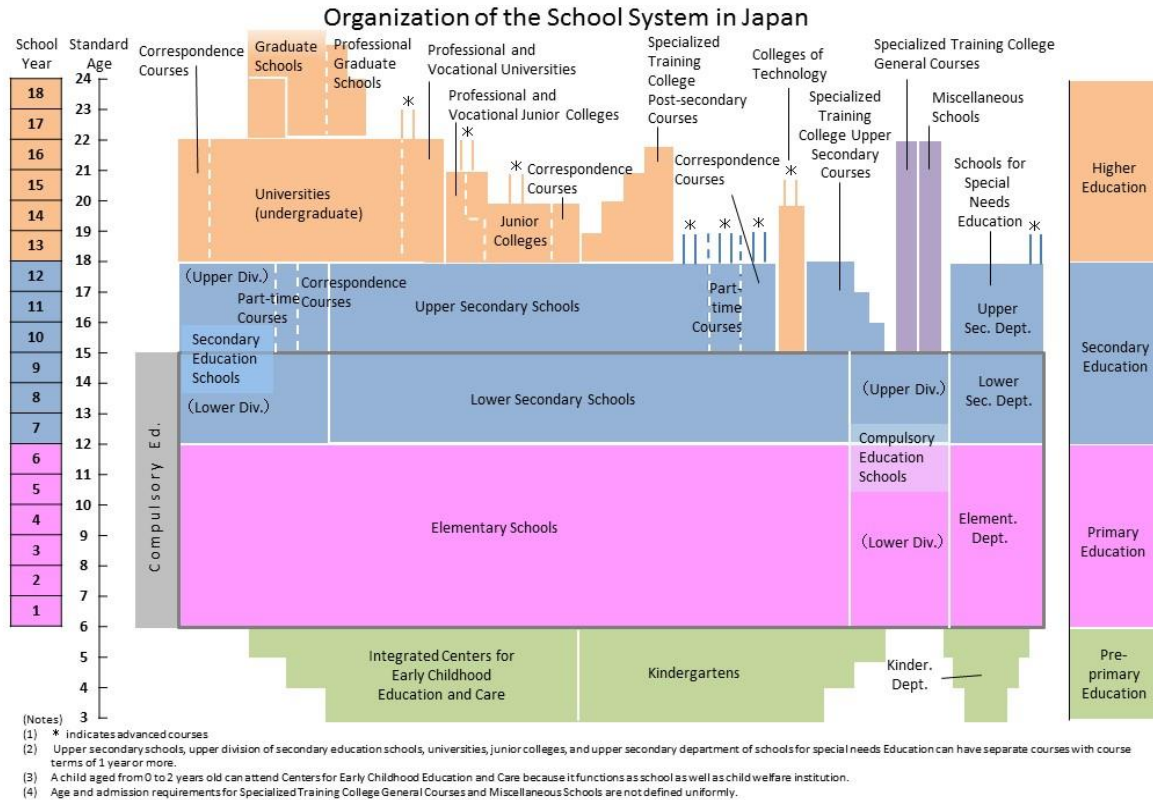 Organization of the School System in Japan
School
Year
Standard
Age
Correspondence
Courses
Graduate
Schools
Professional
Graduate
Schools
Professional and
Vocational Universities
Professional and
Vocational Junior Colleges
Specialized
Training
College
Post-secondary
Courses
Colleges of
Technology
Specialized
Training
College Upper
Secondary
Courses
Specialized Training College
General Courses
Miscellaneous
Schools
Schools for
Special
Needs
Education
Correspondence
Courses
Correspondence
Courses
*
*
*
*
*
*
*
*
18
17
16
15
14
13
12
11
10
9
8
7
6
5
4
3
2
1
24
23
22
21
20
19
18
17
16
15
14
13
12
11
10
9
8
7
6
5
4
3
Universities
(undergraduate)
Junior
Colleges
Higher
Education
(Upper Div.)
Part-time
Courses
Correspondence
Courses
Upper Secondary Schools
Part-
time
Courses
Upper
Sec. Dept.
Secondary
Education
Schools
(Lower Div.)
Lower Secondary Schools
(Upper Div.)
Lower
Sec. Dept.
Secondary
Education
Compulsory Ed.
Compulsory
Education
Schools
Elementary Schools
(Lower Div.)
Element.
Dept.
Primary
Education
Integrated Centers for
Early Childhood
Education and Care
Kindergartens
Kinder.
Dept.
Pre-
primary
Education
(Notes)
(1) * indicates advanced courses
(2) Upper secondary schools, upper division of secondary education schools, universities, junior colleges, and upper secondary department of schools for special needs Education can have separate courses with course
terms of 1 year or more.
(3) A child aged from 0 to 2 years old can attend Centers for Early Childhood Education and Care because it functions as school as well as child welfare institution.
(4) Age and admission requirements for Specialized Training College General Courses and Miscellaneous Schools are not defined uniformly.